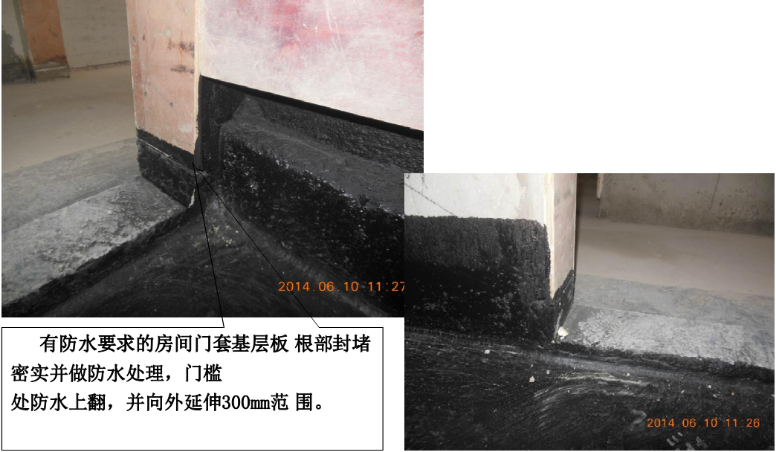 2014.06 10 11:27
有防水要求的房间门套基层板 根部封堵
密实并做防水处理，门槛
处防水上翻，并向外延伸300mm范 围。
2014 06 10 11:26